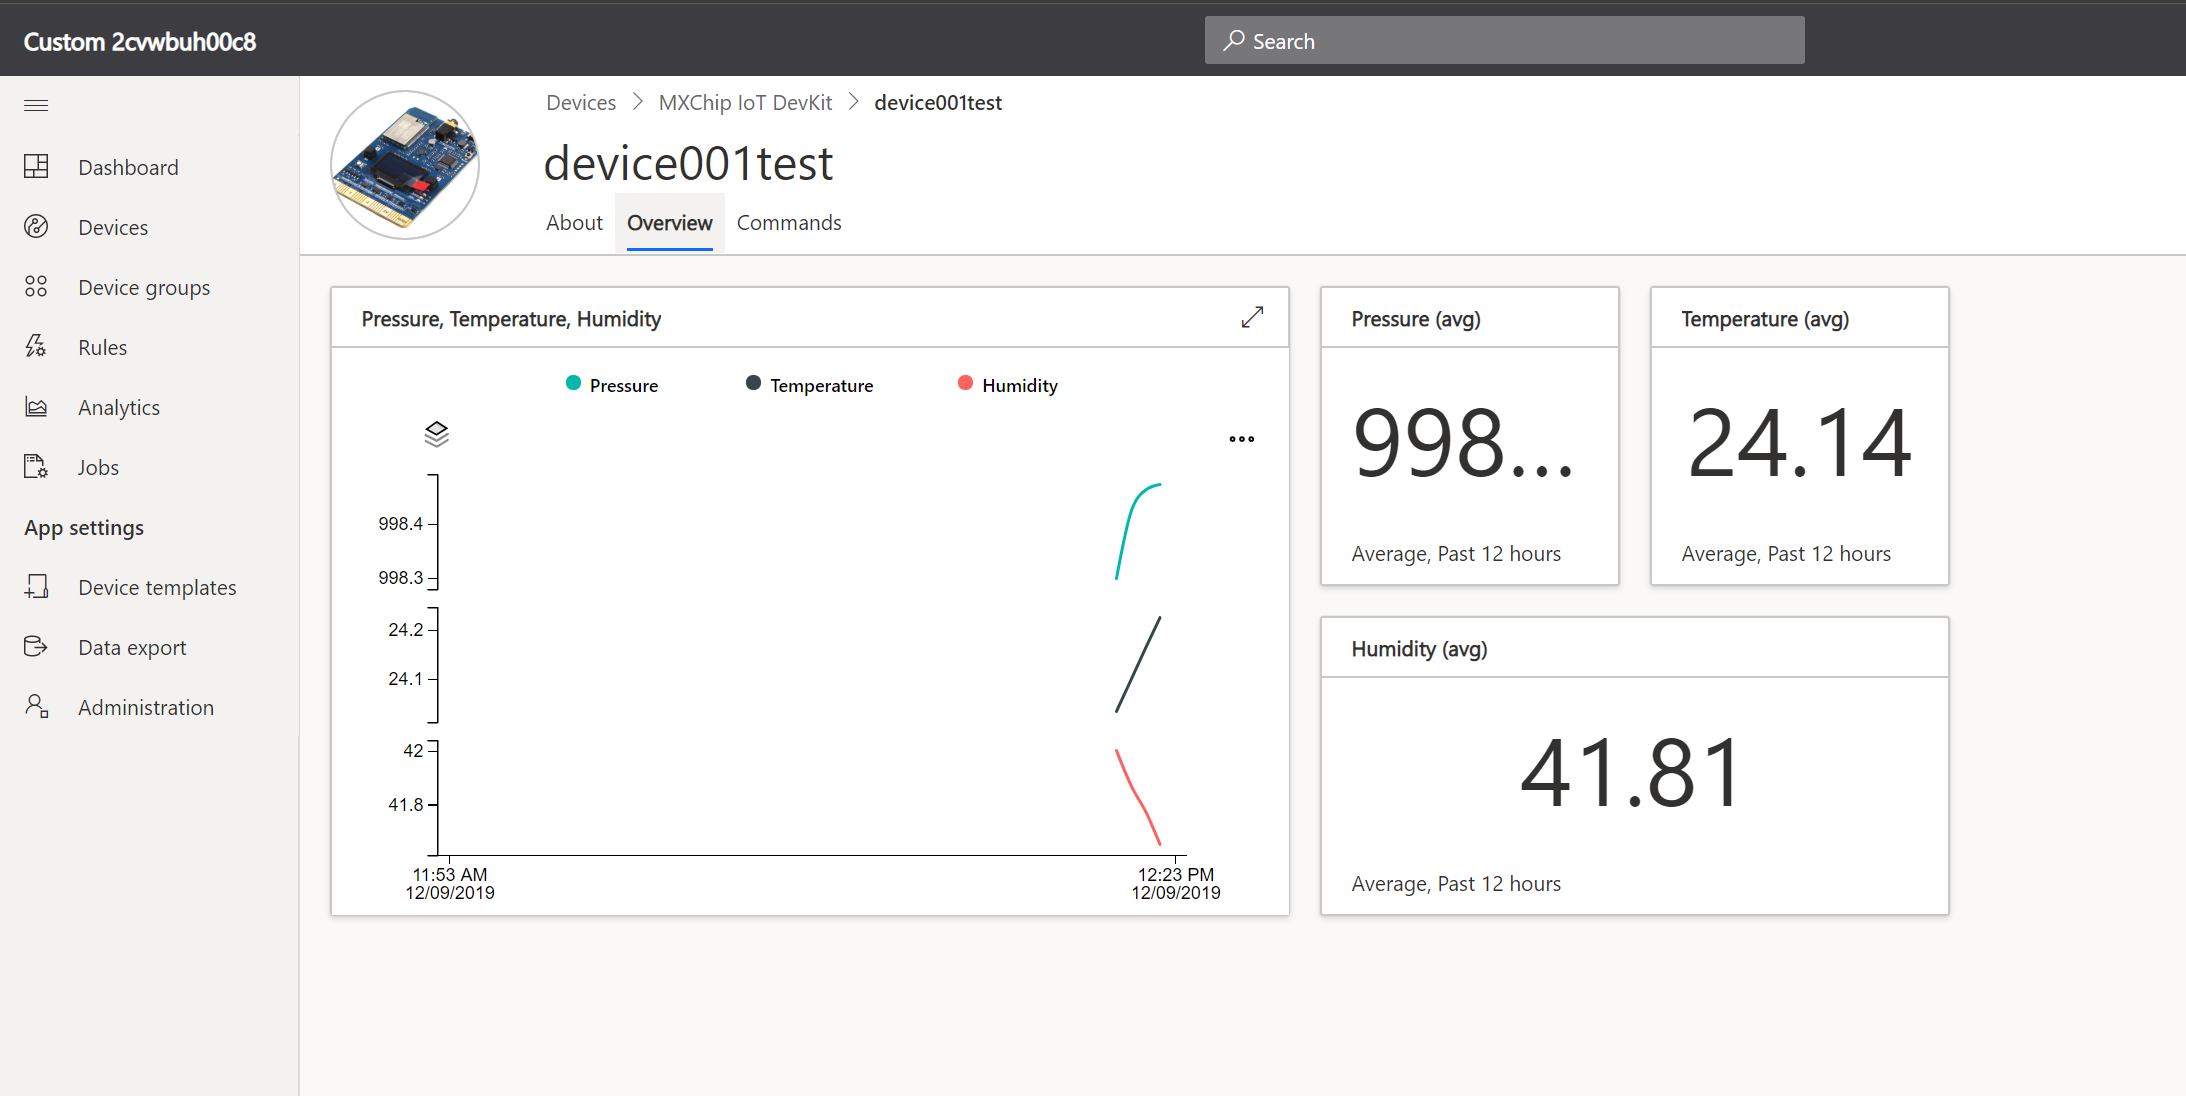 Custom 2cvwbuh00c8
Search
Dashboard
Devices
Device groups
Rules
Analytics
Jobs
App settings
Device templates
Data export
Administration
Devices > MXChip IoT DevKit > device001test
device001test
About Overview Commands
Pressure, Temperature, Humidity
Pressure Temperature Humidity
998.4
998.3
24.2
24.1
42
41.8
11:53 AM
12/09/2019
12:23 PM
12/09/2019
Pressure (avg)
998...
Average, Past 12 hours
Temperature (avg)
24.14
Average, Past 12 hours
Humidity (avg)
41.81
Average, Past 12 hours